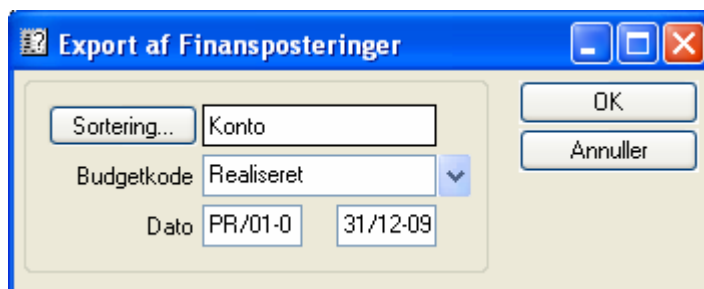 Export af Finansposteringer
OK
Sortering... Konto
Annuller
Budgetkode Realiseret
Dato PR/01-0 31/12-09